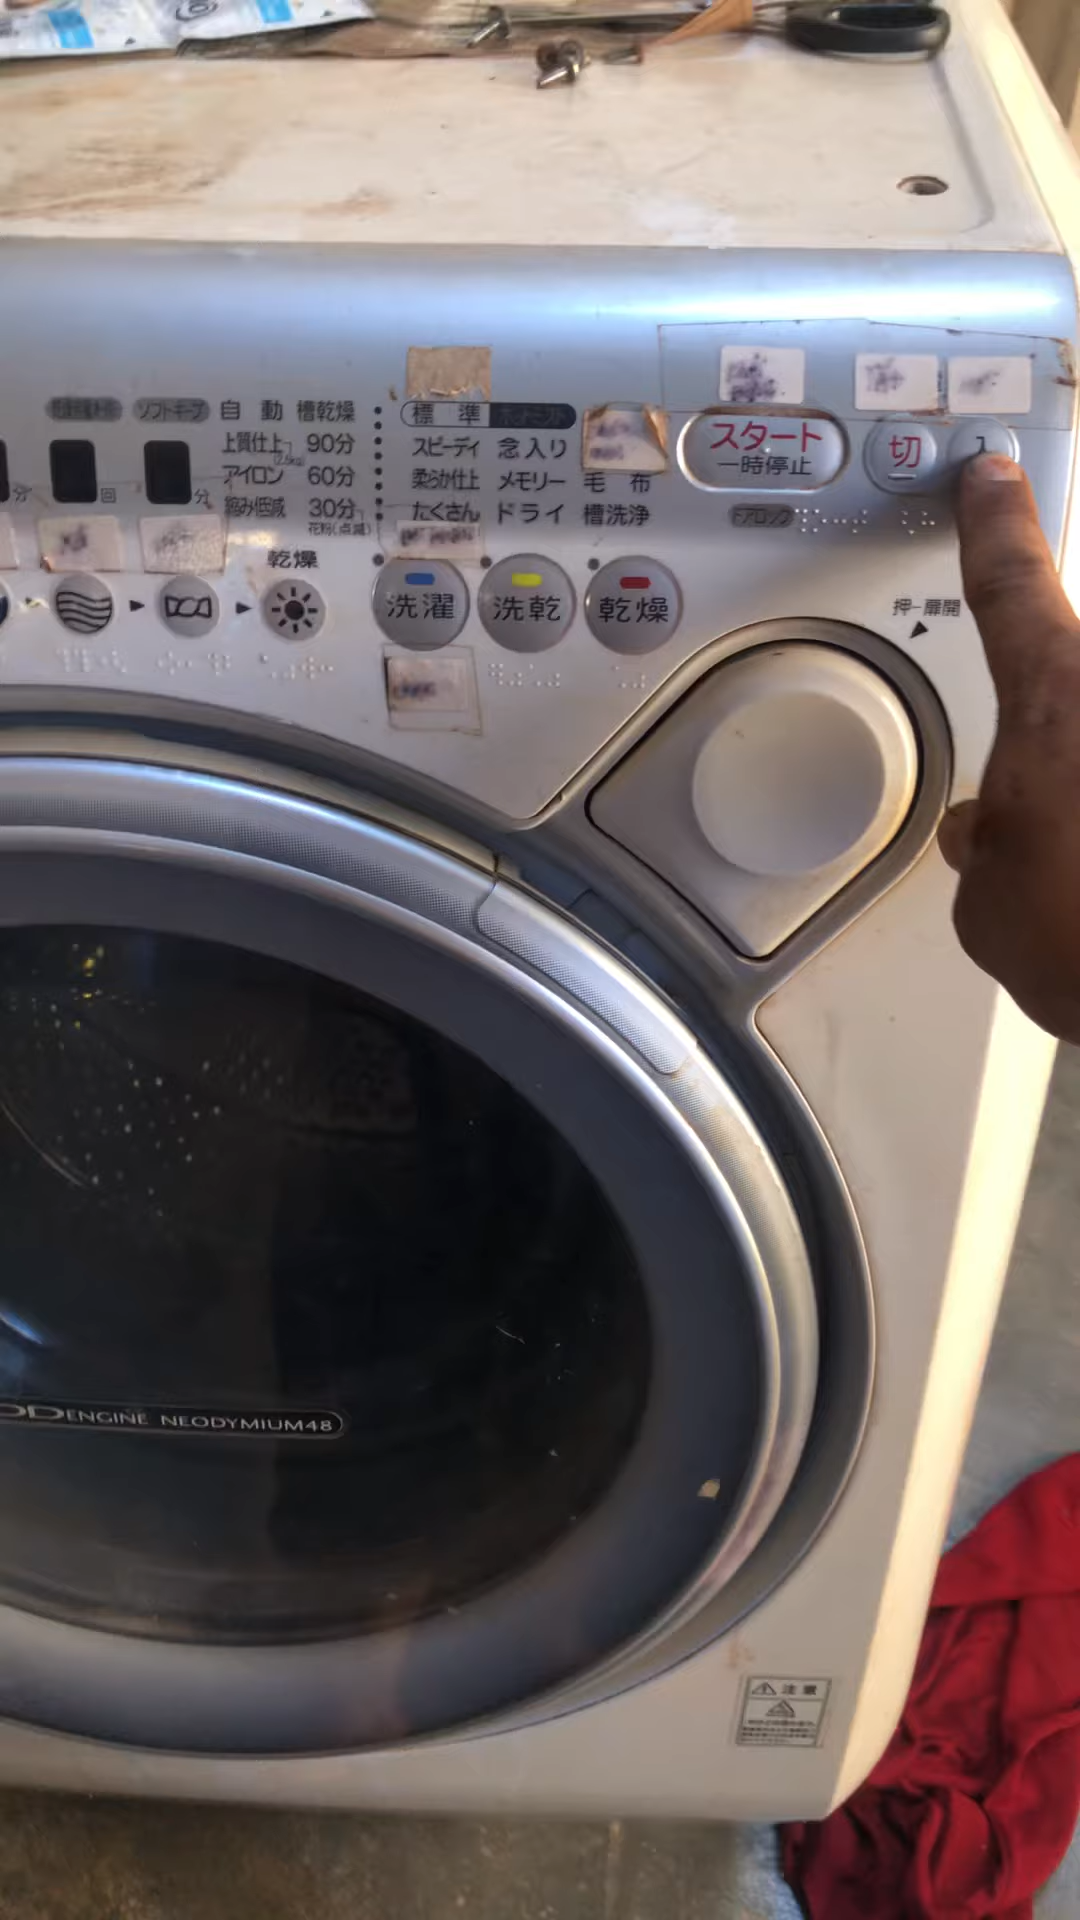 ソフトキープ 自動 槽乾燥
上質仕上 90分
アイロン 60分
縮み低減 30分
花粉(点滅)
分 回 分
乾燥
標準
スピーディ 念入り
柔らか仕上 メモリー 毛布
たくさん ドライ 槽洗浄
スタート
一時停止
切
入
ドアロック
洗濯
洗乾
乾燥
押-扉開
DDENGINE NEODYMIUM48
注意